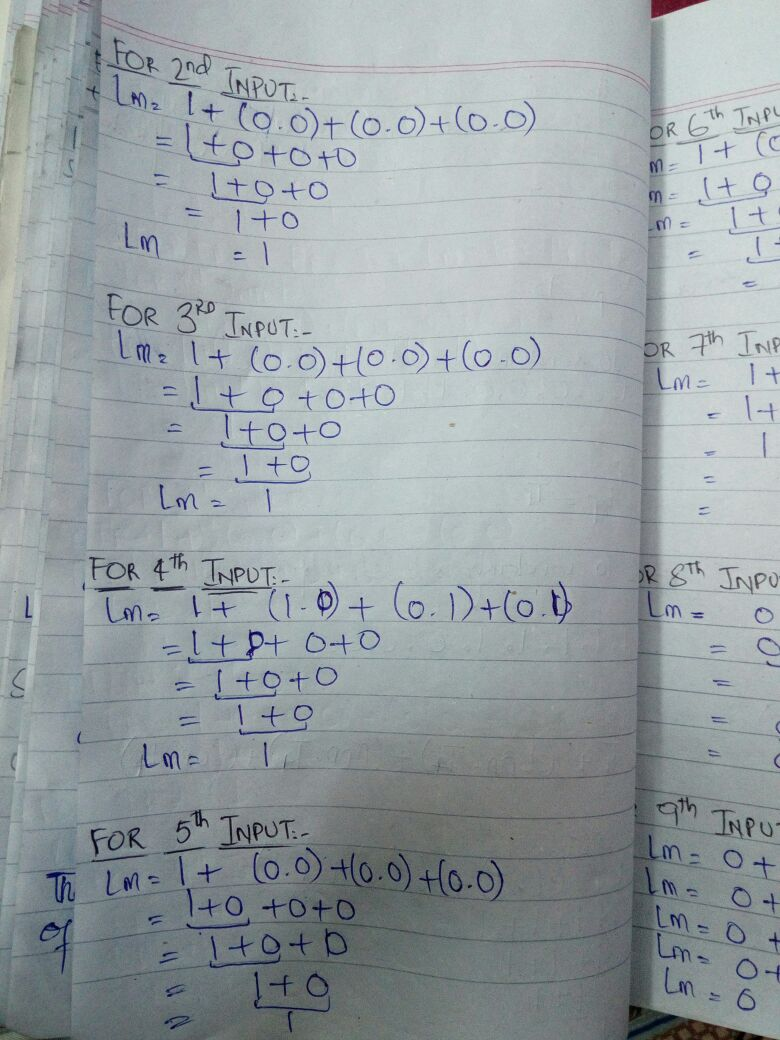 FOR 2nd INPUT:-
Lm= 1 + (0.0)+(0.0)+(0.0)
= 1+0+0+0
= 1+0+0
= 1+0
Lm = 1
FOR 3RD INPUT:-
Lm= 1+ (0.0)+(0.0)+(0.0)
= 1 + 0 +0+0
= 1+0+0
= 1+0
Lm = 1
FOR 4th INPUT:-
Lm= 1+ (1.0) + (0.1)+(0.1)
= 1+0+ 0+0
= 1+0+0
= 1+0
Lm= 1
FOR 5th INPUT:-
Lm= 1+ (0.0)+(0.0)+(0.0)
= 1+0 +0+0
= 1+0+0
= 1+0
= 1
Th
of
OR 6th INPU
m= 1+ (0
m= 1+0
m= 1+
= 1+
=
OR 7th INP
Lm= 1+
= 1+
= 1
=
=
OR 8th INPU
Lm= 0
= 0
=
=
=
9th INPU
Lm= 0+
Lm= 0+
Lm= 0+
Lm= 0+
Lm= 0